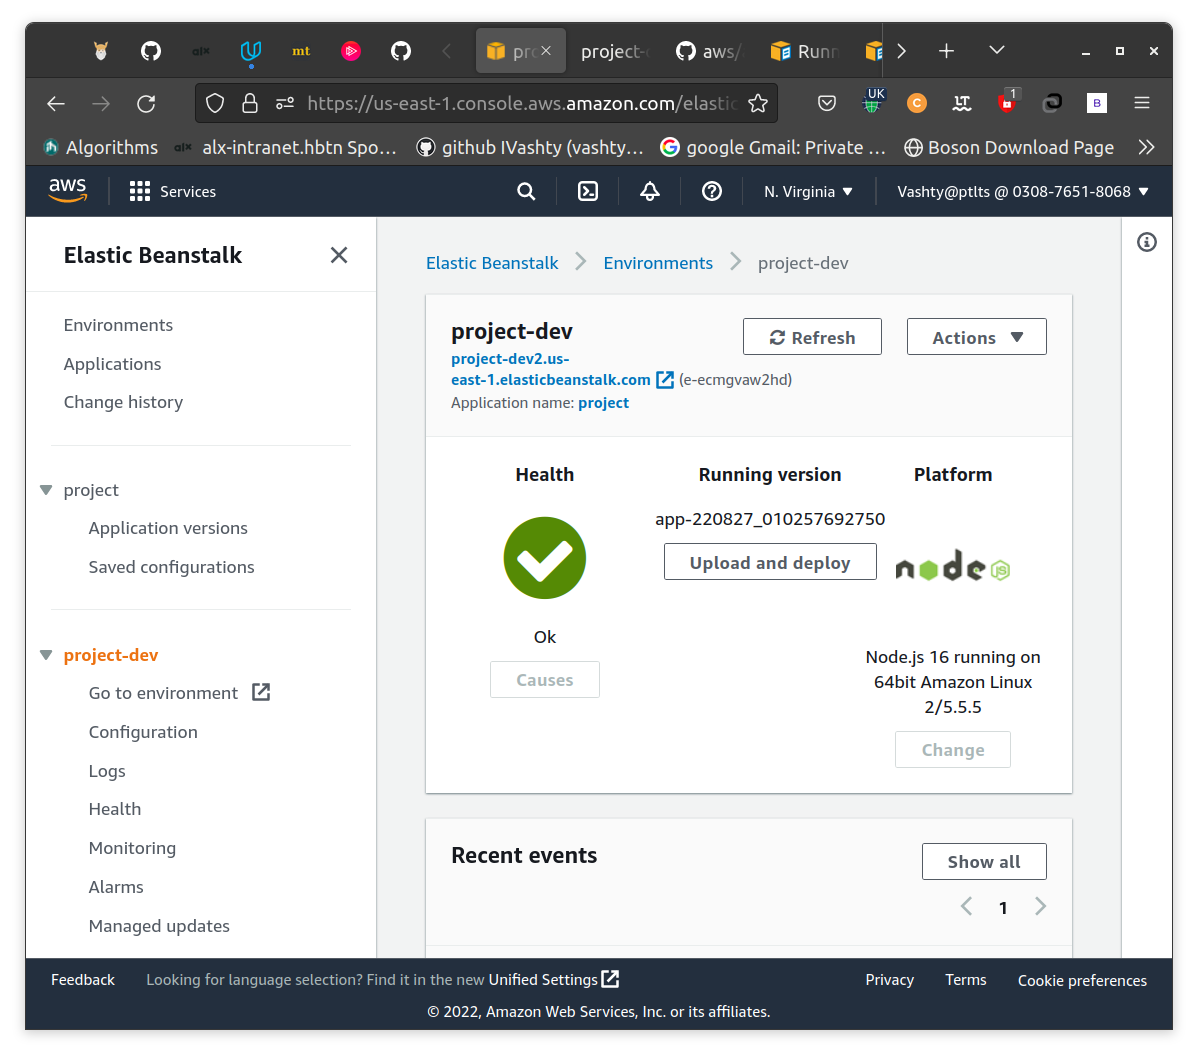 alx
mt
pro
project-d
aws/
Runn
https://us-east-1.console.aws.amazon.com/elastic
UK
C
LT
1
B
Algorithms
alx
alx-intranet.hbtn Spo...
github IVashty (vashty...
google Gmail: Private ...
Boson Download Page
aws
Services
N. Virginia
Vashty@ptlts @ 0308-7651-8068
Elastic Beanstalk
Environments
Applications
Change history
project
Application versions
Saved configurations
project-dev
Go to environment
Configuration
Logs
Health
Monitoring
Alarms
Managed updates
Elastic Beanstalk
Environments
project-dev
project-dev
project-dev2.us-
east-1.elasticbeanstalk.com (e-ecmgvaw2hd)
Application name: project
Refresh
Actions
Health
Ok
Causes
Running version
app-220827_010257692750
Upload and deploy
Platform
node JS
Node.js 16 running on
64bit Amazon Linux
2/5.5.5
Change
Recent events
Show all
1
Feedback
Looking for language selection? Find it in the new Unified Settings
Privacy
Terms
Cookie preferences
© 2022, Amazon Web Services, Inc. or its affiliates.